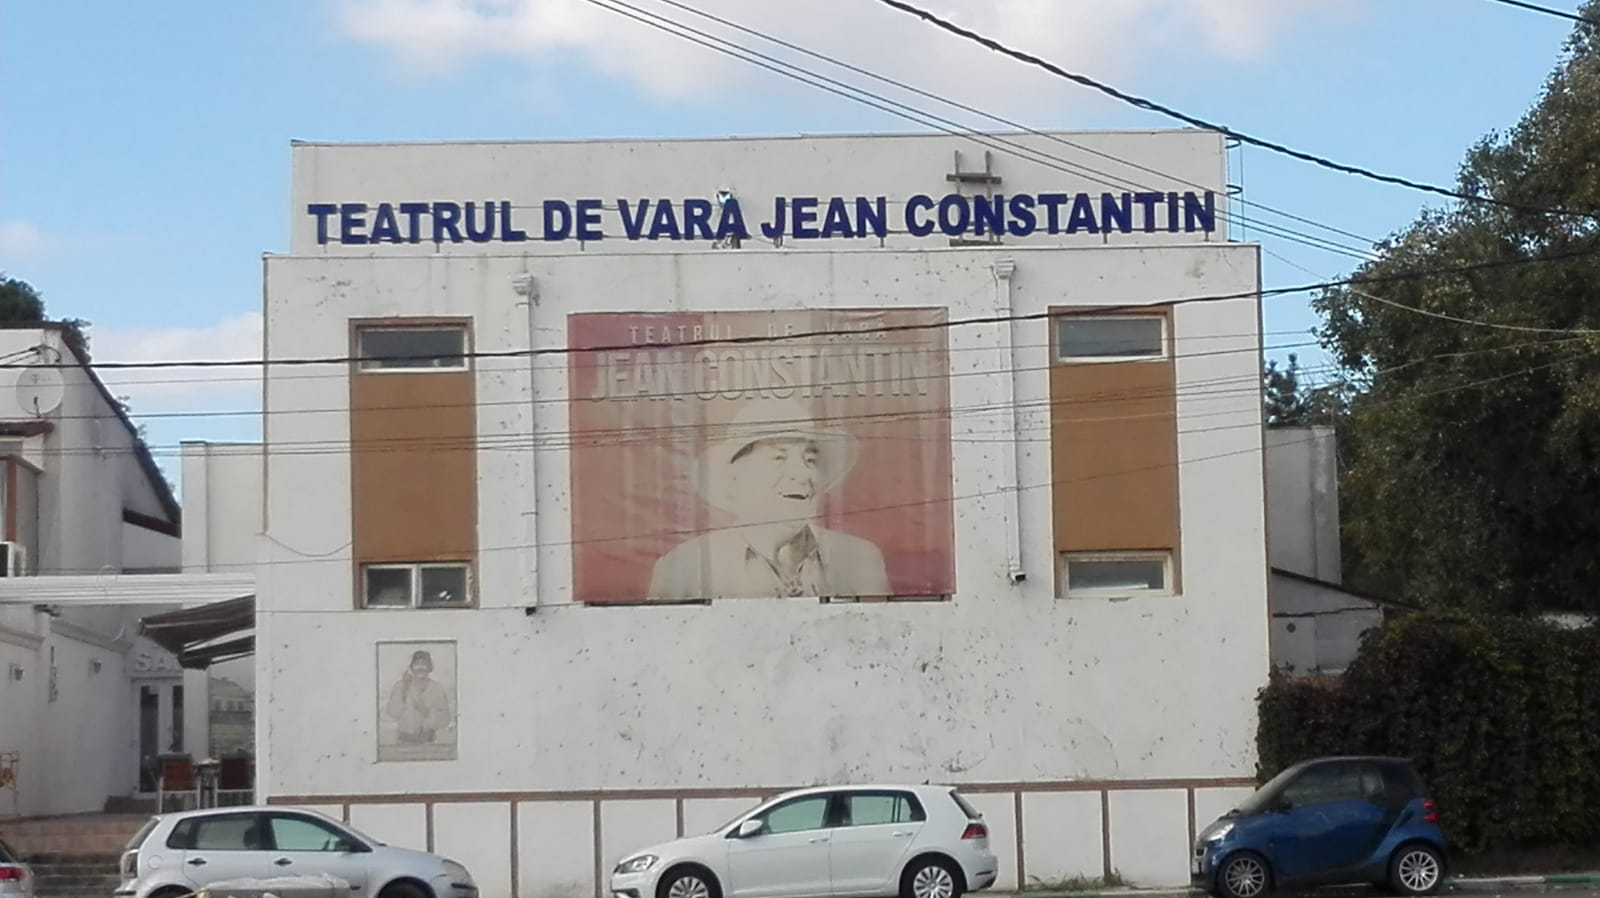 TEATRUL DE VARA JEAN CONSTANTIN
TEATRUL DE VARA
JEAN CONSTANTIN